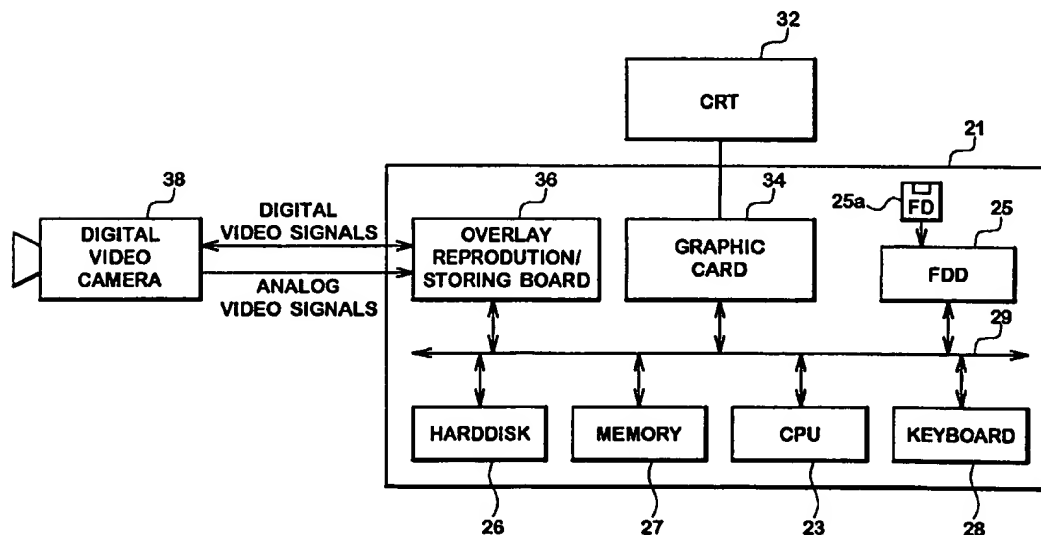 32
CRT
21
38
36
34
25a
FD
25
DIGITAL
VIDEO
CAMERA
DIGITAL
VIDEO SIGNALS
ANALOG
VIDEO SIGNALS
OVERLAY
REPRODUTION/
STORING BOARD
GRAPHIC
CARD
FDD
29
HARDDISK
MEMORY
CPU
KEYBOARD
26
27
23
28